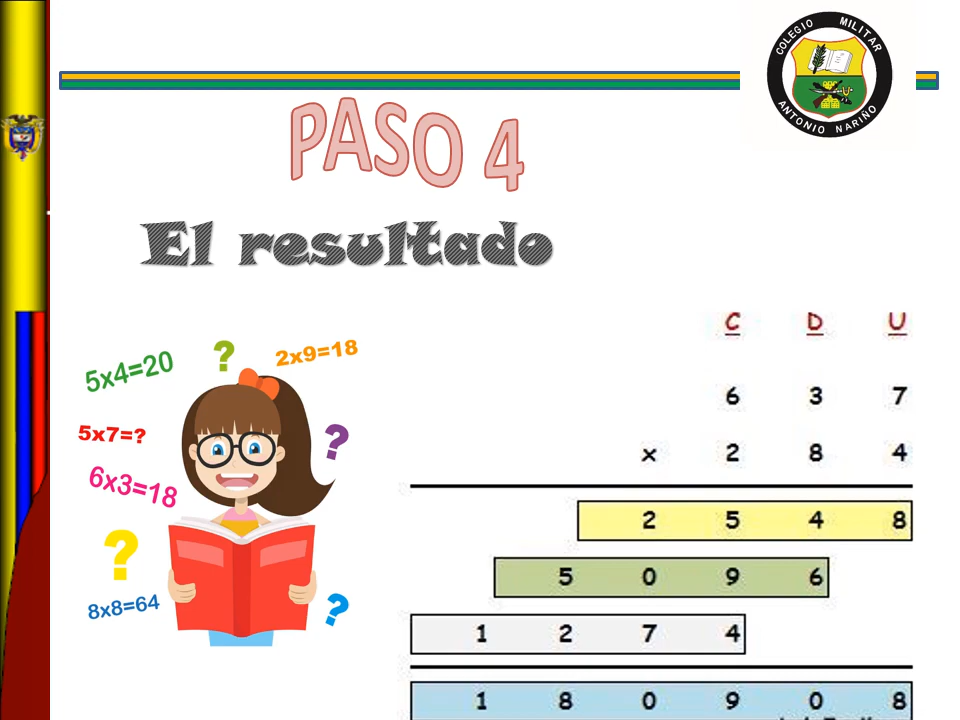 COLEGIO MILITAR
ANTONIO NARIÑO
PASO 4
El resultado
5x4=20
?
2x9=18
5x7=?
?
6x3=18
?
8x8=64
?
C D U
6 3 7
x 2 8 4
2 5 4 8
5 0 9 6
1 2 7 4
1 8 0 9 0 8